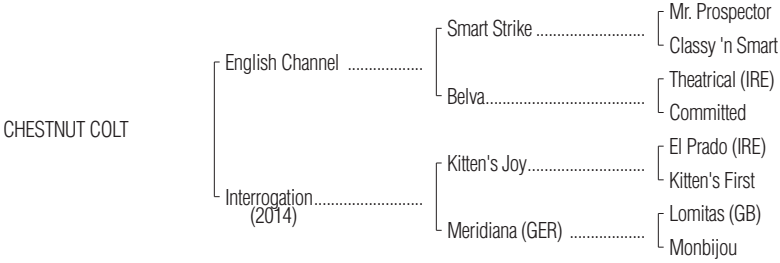 Mr. Prospector
Smart Strike ........................
Classy 'n Smart
English Channel ..................
Theatrical (IRE)
Belva...................................
Committed
CHESTNUT COLT
El Prado (IRE)
Kitten's Joy..........................
Kitten's First
Interrogation.........................
(2014)
Lomitas (GB)
Meridiana (GER) .................
Monbijou